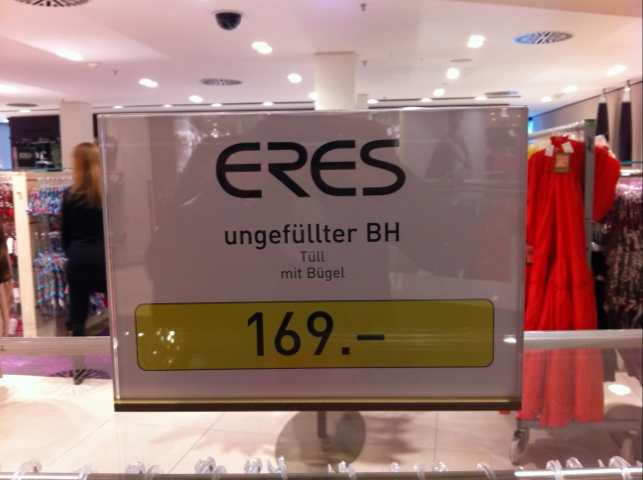 ERES
ungefüllter BH
Tüll
mit Bügel
169.–